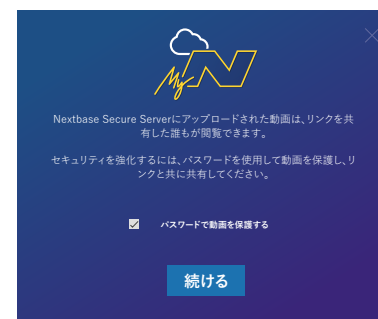 My N
Nextbase Secure Serverにアップロードされた動画は、リンクを共
有した誰もが閲覧できます。
セキュリティを強化するには、パスワードを使用して動画を保護し、リ
ンクと共に共有してください。
パスワードで動画を保護する
続ける